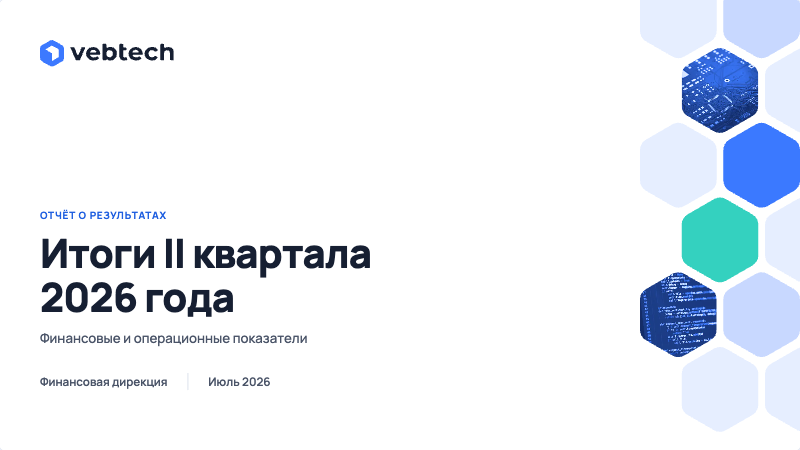 vebtech
ОТЧЁТ О РЕЗУЛЬТАТАХ
Итоги II квартала
2026 года
Финансовые и операционные показатели
Финансовая дирекция
Июль 2026